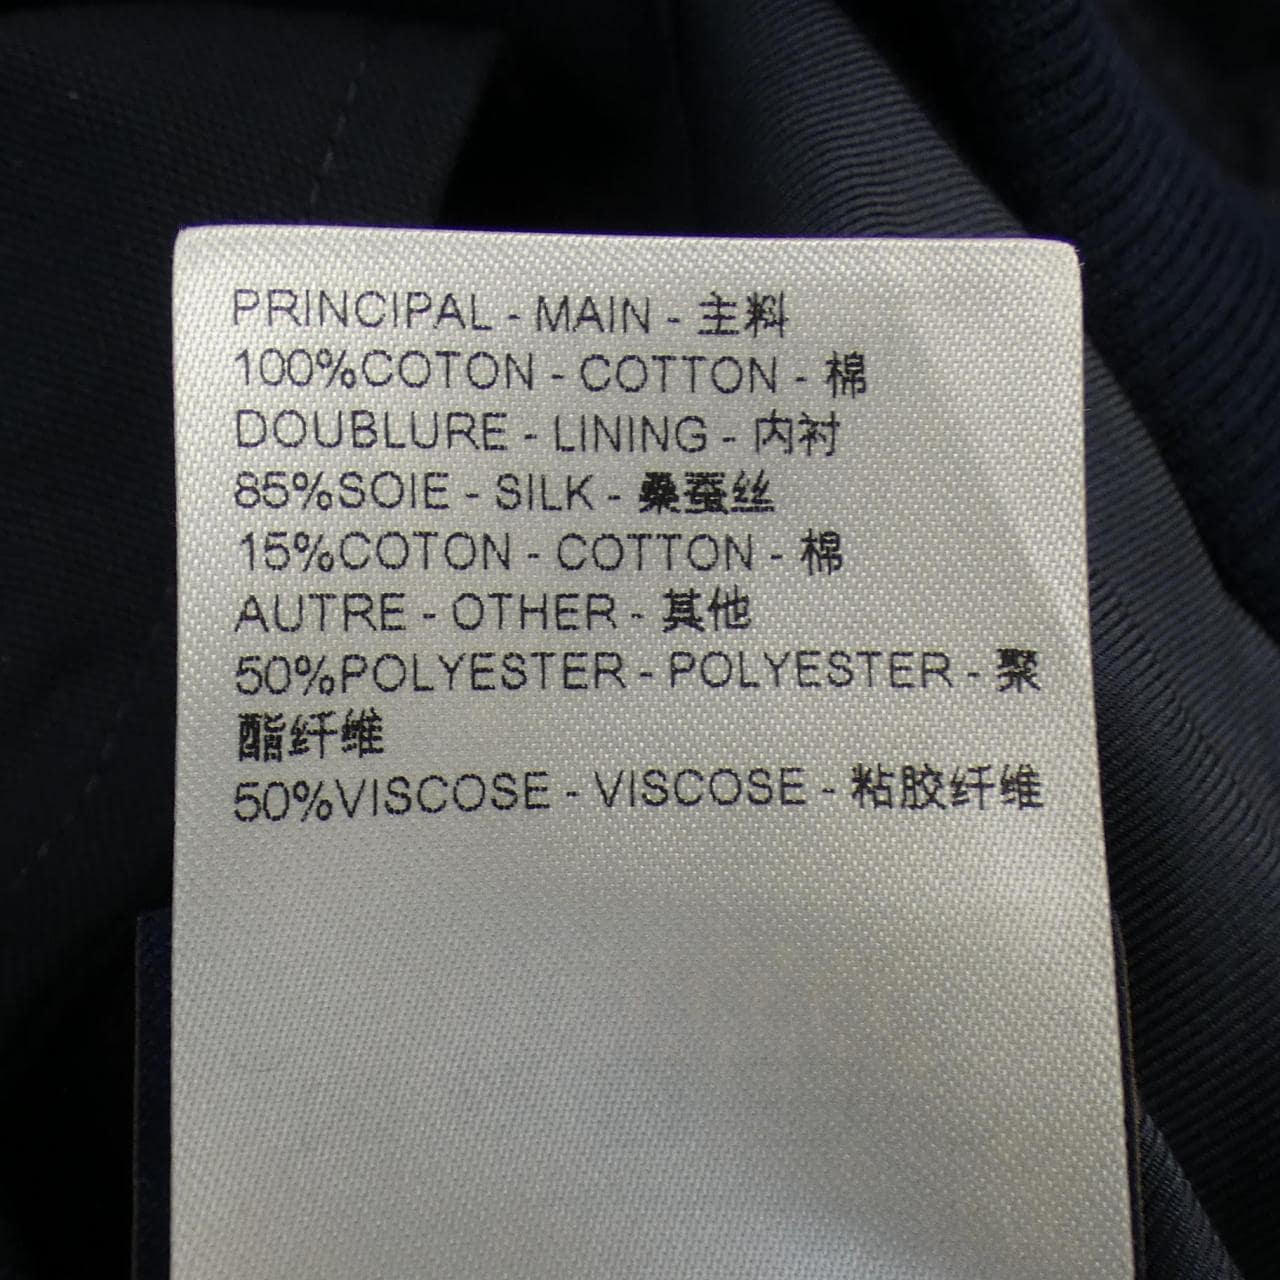 PRINCIPAL - MAIN - 主料
100%COTON - COTTON - 棉
DOUBLURE - LINING - 内衬
85%SOIE - SILK - 桑蚕丝
15%COTON - COTTON - 棉
AUTRE - OTHER - 其他
50%POLYESTER - POLYESTER - 聚
酯纤维
50%VISCOSE - VISCOSE - 粘胶纤维